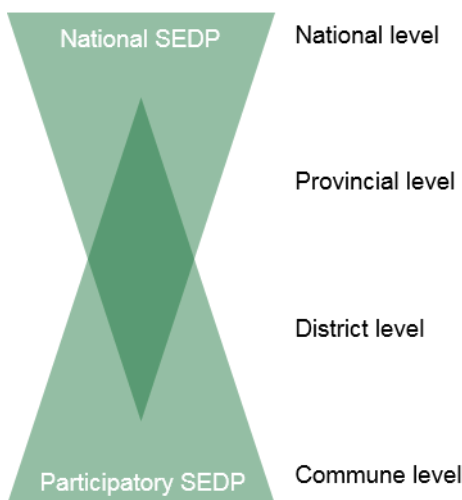 National SEDP
National level
Provincial level
District level
Participatory SEDP
Commune level